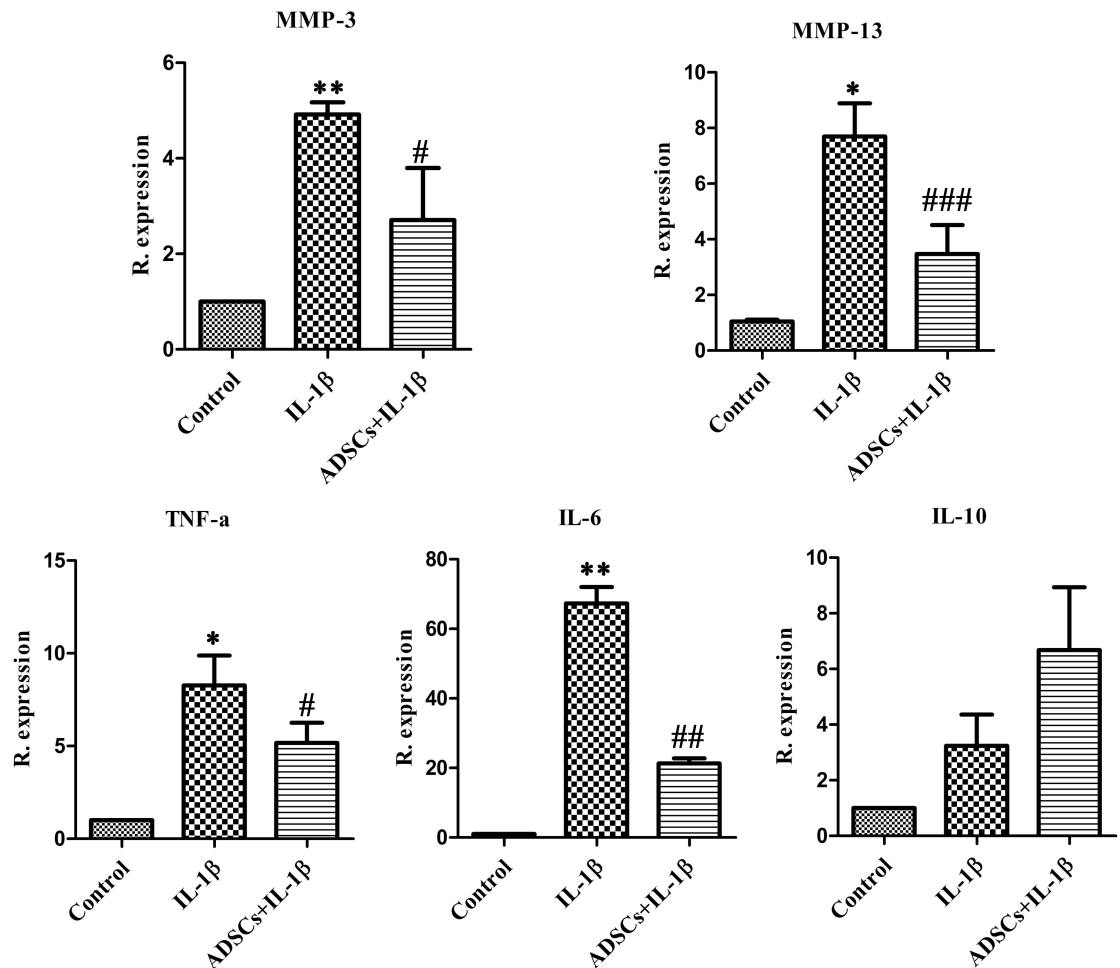 MMP-3
R. expression
6
4
2
0
**
#
Control
IL-1β
ADSCs+IL-1β
MMP-13
R. expression
10
8
6
4
2
0
*
###
Control
IL-1β
ADSCs+IL-1β
TNF-a
R. expression
15
10
5
0
*
#
Control
IL-1β
ADSCs+IL-1β
IL-6
R. expression
80
60
40
20
0
**
##
Control
IL-1β
ADSCs+IL-1β
IL-10
R. expression
10
8
6
4
2
0
Control
IL-1β
ADSCs+IL-1β